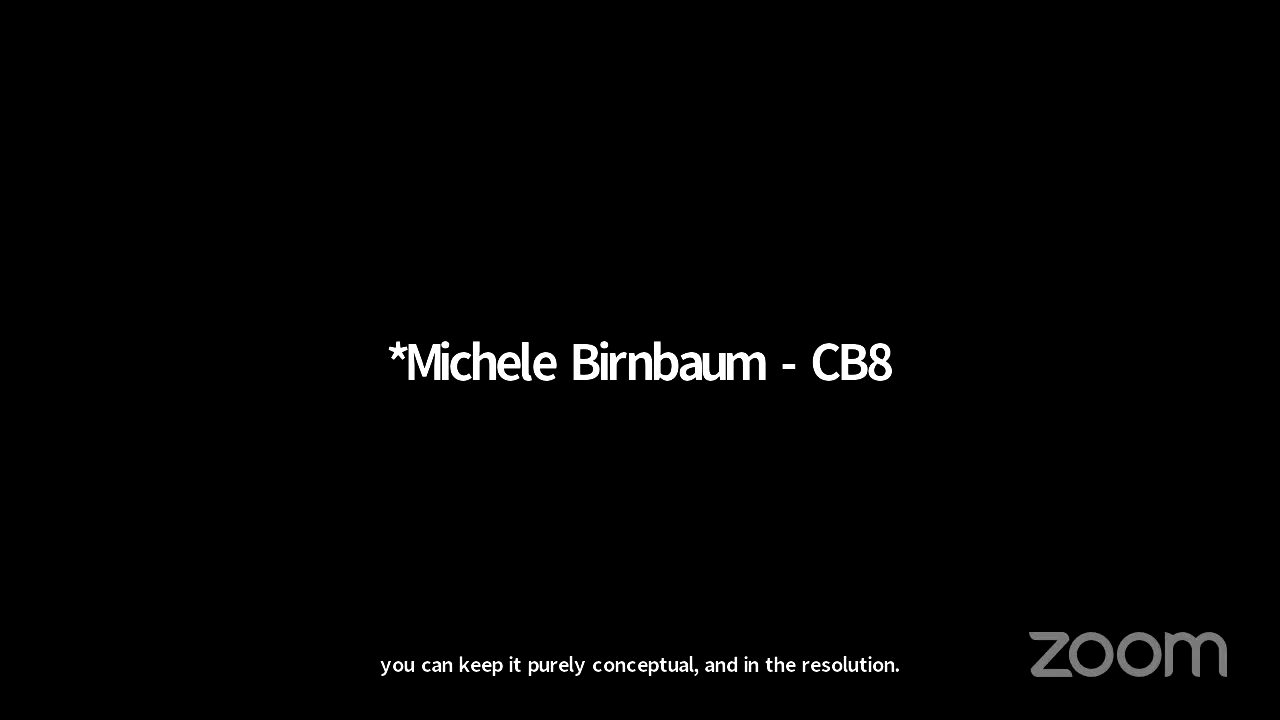 *Michele Birnbaum - CB8
you can keep it purely conceptual, and in the resolution.
zoom